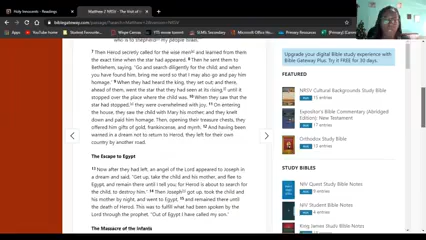 Holy Innocents - Readings
Matthew 2 NRSV - The Visit of t
biblegateway.com/passage/?search=Matthew+2&version=NRSV
Apps
YT music
VLMS Secondary
Microsoft Office Ho
who is to shepherd my people Israel.'"
7 Then Herod secretly called for the wise men and learned from them
the exact time when the star had appeared. 8 Then he sent them to
Bethlehem, saying, "Go and search diligently for the child; and when
you have found him, bring me word so that I may also go and pay him
homage." 9 When they had heard the king, they set out; and there,
ahead of them, went the star that they had seen at its rising, until it
stopped over the place where the child was. 10 When they saw that the
star had stopped, they were overwhelmed with joy. 11 On entering
the house, they saw the child with Mary his mother; and they knelt
down and paid him homage. Then, opening their treasure chests, they
offered him gifts of gold, frankincense, and myrrh. 12 And having been
warned in a dream not to return to Herod, they left for their own
country by another road.
The Escape to Egypt
13 Now after they had left, an angel of the Lord appeared to Joseph in
a dream and said, "Get up, take the child and his mother, and flee to
Egypt, and remain there until I tell you; for Herod is about to search for
the child, to destroy him." 14 Then Joseph got up, took the child and
his mother by night, and went to Egypt, 15 and remained there until
the death of Herod. This was to fulfill what had been spoken by the
Lord through the prophet, "Out of Egypt I have called my son."
The Massacre of the Infants
Upgrade your digital Bible study experience with
Bible Gateway Plus. Try it FREE for 30 days.
FEATURED
NRSV Cultural Backgrounds Study Bible
15 entries
Expositor's Bible Commentary (Abridged
Edition): New Testament
17 entries
Orthodox Study Bible
13 entries
STUDY BIBLES
NIV Quest Study Bible Notes
NIV Student Bible Notes
King James Study Bible Notes